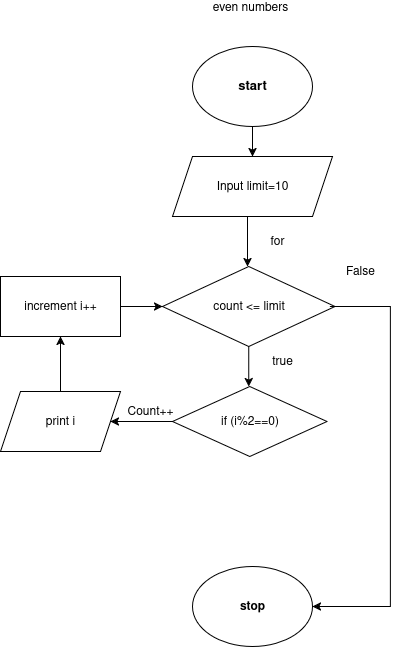 even numbers
start
Input limit=10
for
False
increment i++
count <= limit
true
Count++
print i
if (i%2==0)
stop